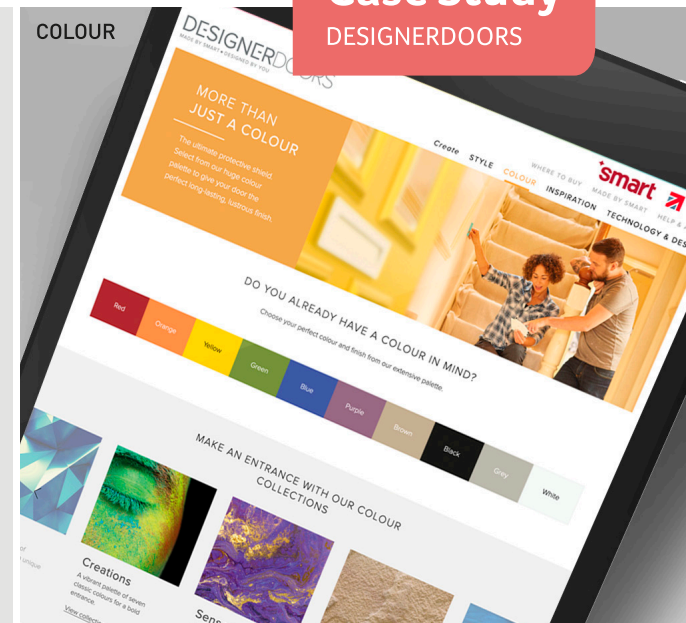 Case Study
DESIGNERDOORS
COLOUR
DESIGNERDOORS
MADE BY SMART • DESIGNED BY YOU
MORE THAN
JUST A COLOUR
The ultimate protective shield.
Select from our huge colour
palette to give your door the
perfect long-lasting, lustrous finish.
WHERE TO BUY MADE BY SMART HELP &
smart
Create STYLE COLOUR INSPIRATION TECHNOLOGY & DES
DO YOU ALREADY HAVE A COLOUR IN MIND?
Choose your perfect colour and finish from our extensive palette.
Red
Orange
Yellow
Green
Blue
Purple
Brown
Black
Grey
White
MAKE AN ENTRANCE WITH OUR COLOUR
COLLECTIONS
of
unique
Creations
A vibrant palette of seven
classic colours for a bold
entrance.
View collec
Sens